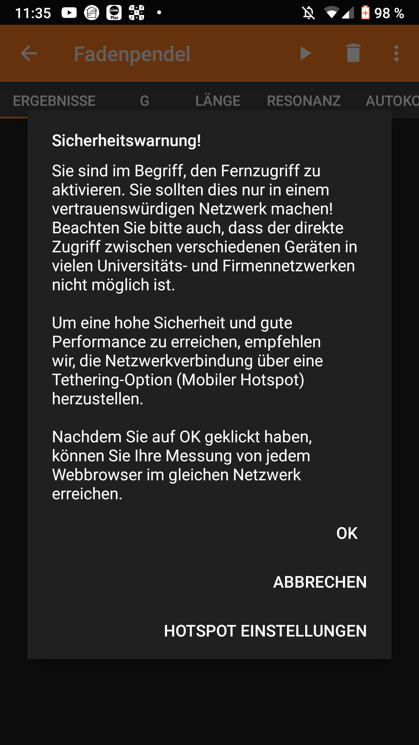 11:35
98 %
Fadenpendel
ERGEBNISSE G LÄNGE RESONANZ AUTOKO
Sicherheitswarnung!
Sie sind im Begriff, den Fernzugriff zu
aktivieren. Sie sollten dies nur in einem
vertrauenswürdigen Netzwerk machen!
Beachten Sie bitte auch, dass der direkte
Zugriff zwischen verschiedenen Geräten in
vielen Universitäts- und Firmennetzwerken
nicht möglich ist.
Um eine hohe Sicherheit und gute
Performance zu erreichen, empfehlen
wir, die Netzwerkverbindung über eine
Tethering-Option (Mobiler Hotspot)
herzustellen.
Nachdem Sie auf OK geklickt haben,
können Sie Ihre Messung von jedem
Webbrowser im gleichen Netzwerk
erreichen.
OK
ABBRECHEN
HOTSPOT EINSTELLUNGEN